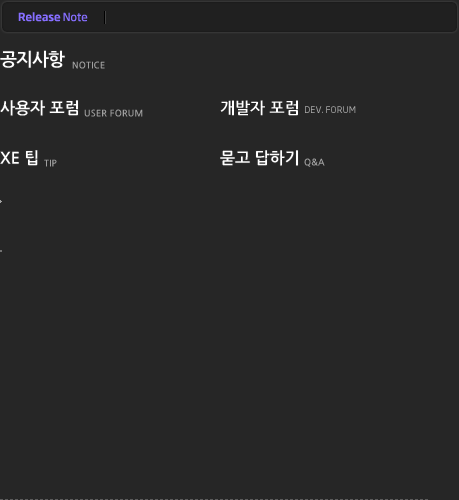 Release Note
공지사항 NOTICE
사용자 포럼 USER FORUM
개발자 포럼 DEV. FORUM
XE 팁 TIP
묻고 답하기 Q&A